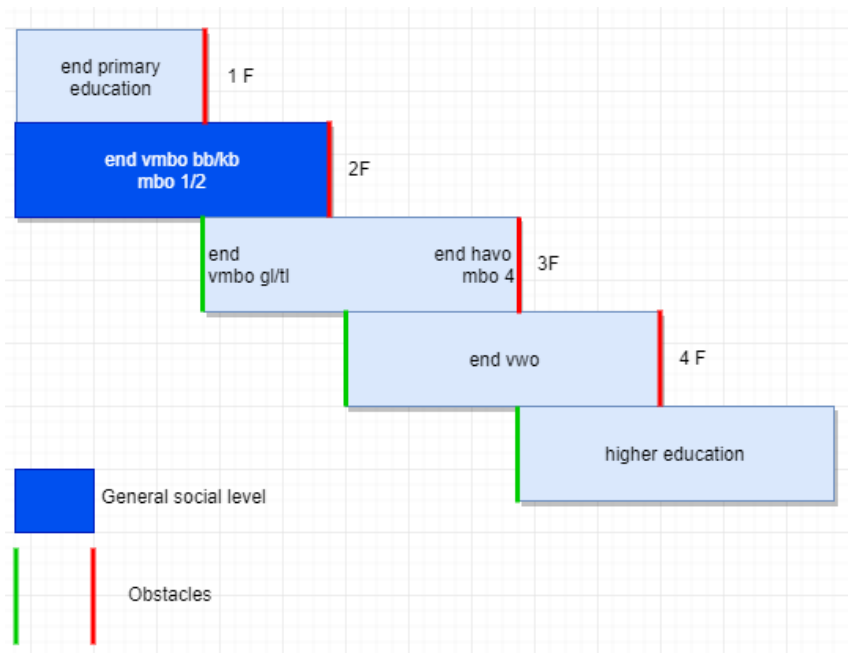 end primary
education
1 F
end vmbo bb/kb
mbo 1/2
2F
end
vmbo gl/tl
end havo
mbo 4
3F
end vwo
4 F
higher education
General social level
Obstacles